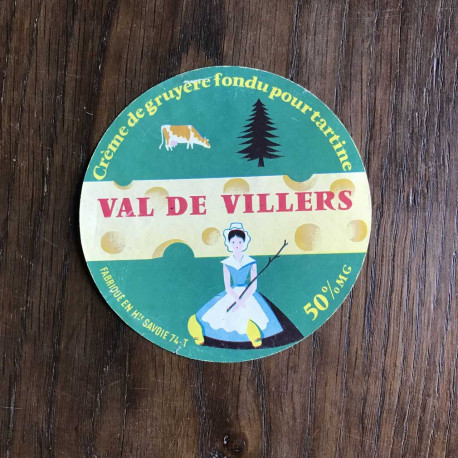 Crème de gruyère fondu pour tartine
VAL DE VILLERS
FABRIQUÉ EN Hte SAVOIE 74-T
50% MG